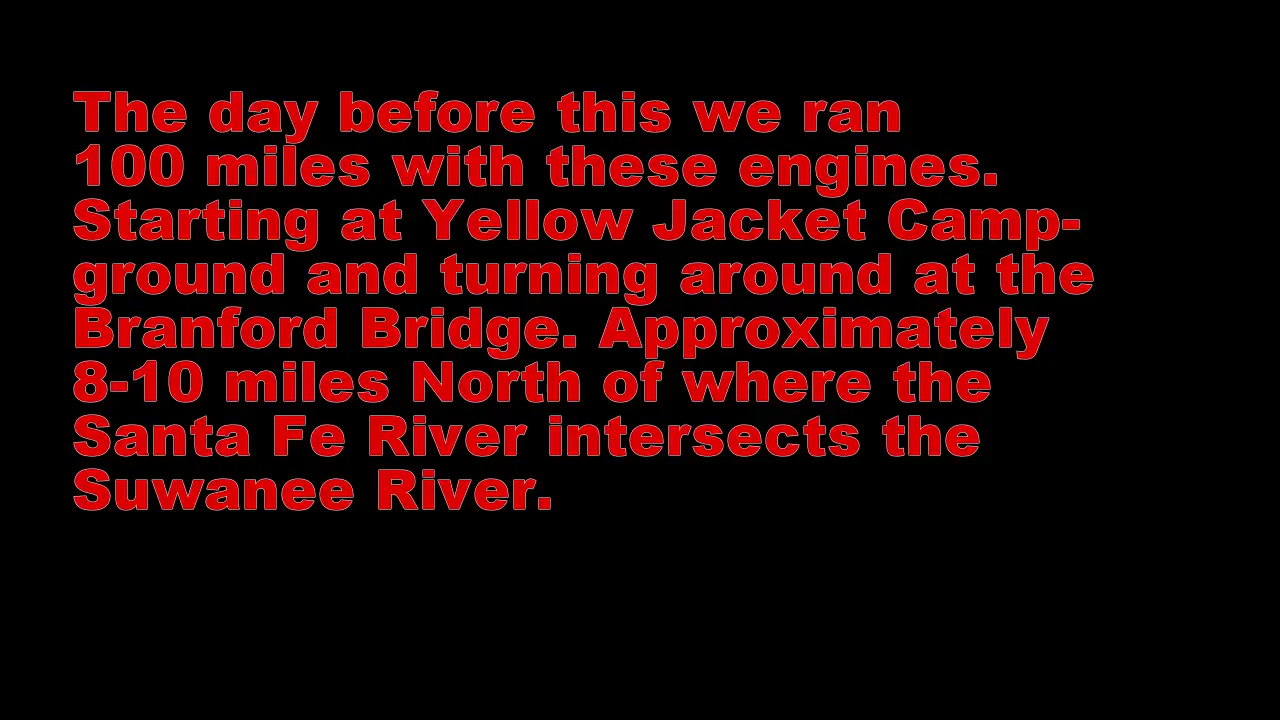 The day before this we ran
100 miles with these engines.
Starting at Yellow Jacket Camp-
ground and turning around at the
Branford Bridge. Approximately
8-10 miles North of where the
Santa Fe River intersects the
Suwanee River.